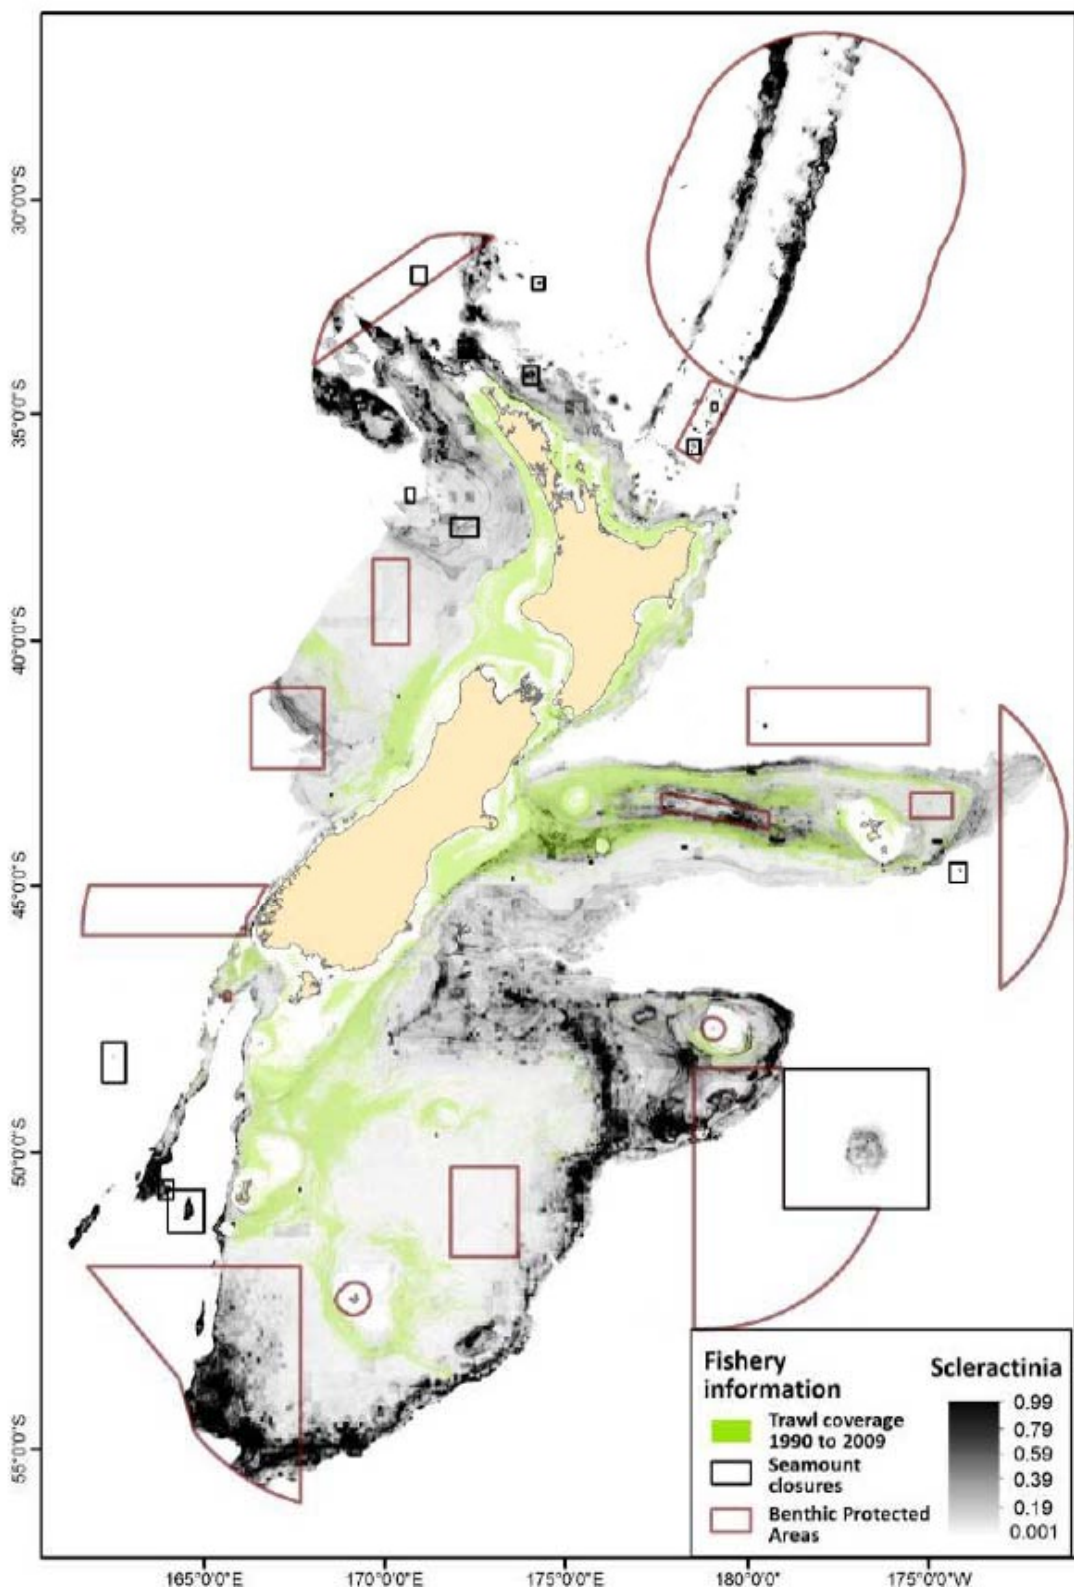 30°0'0"S
35°0'0"S
40°0'0"S
45°0'0"S
50°0'0"S
55°0'0"S
Fishery
information
Trawl coverage
1990 to 2009
Seamount
closures
Benthic Protected
Areas
Scleractinia
0.99
0.79
0.59
0.39
0.19
0.001
165°0'0"E
170°0'0"E
175°0'0"E
180°0'0"
175°0'0"W